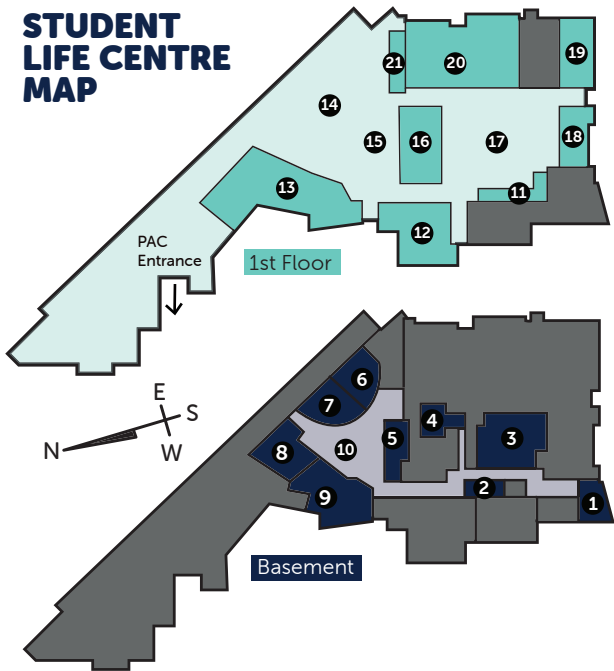 STUDENT
LIFE CENTRE
MAP
19
21
20
14
15
16
17
18
13
11
12
PAC
Entrance
1st Floor
6
7
E
S
N
W
4
5
3
8
10
9
2
1
Basement